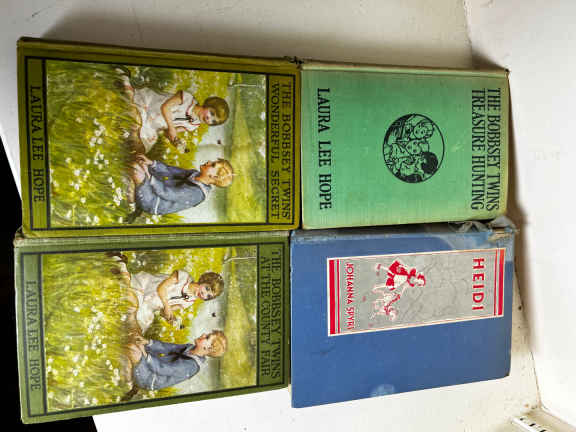 THE BOBBSEY TWINS'
WONDERFUL SECRET
LAURA LEE HOPE
THE BOBBSEY TWINS
TREASURE HUNTING
LAURA LEE HOPE
THE BOBBSEY TWINS
AT THE COUNTY FAIR
LAURA LEE HOPE
HEIDI
JOHANNA SPYRI